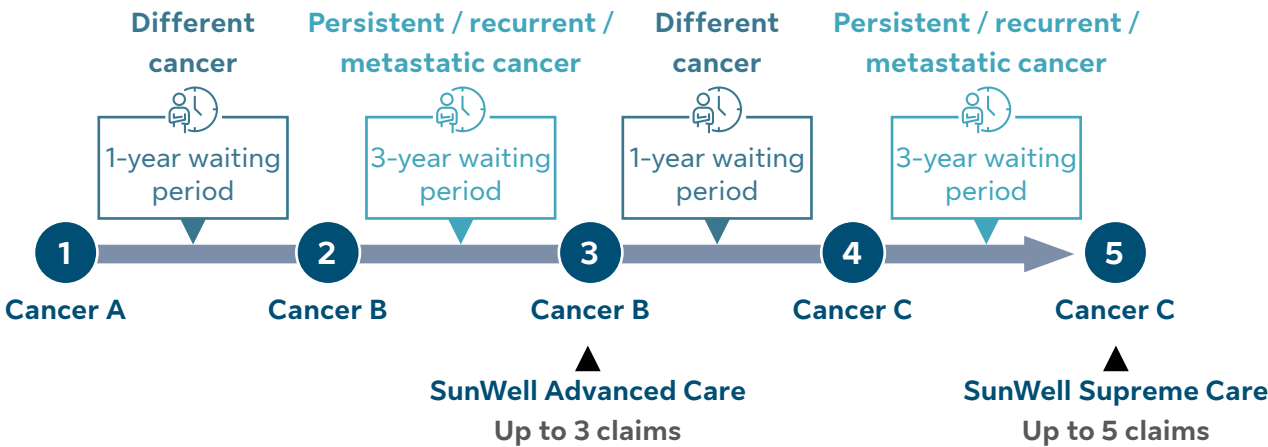 Different
cancer
Persistent / recurrent /
metastatic cancer
Different
cancer
Persistent / recurrent /
metastatic cancer
1-year waiting
period
3-year waiting
period
1-year waiting
period
3-year waiting
period
1
2
3
4
5
Cancer A
Cancer B
Cancer B
Cancer C
Cancer C
SunWell Advanced Care
Up to 3 claims
SunWell Supreme Care
Up to 5 claims